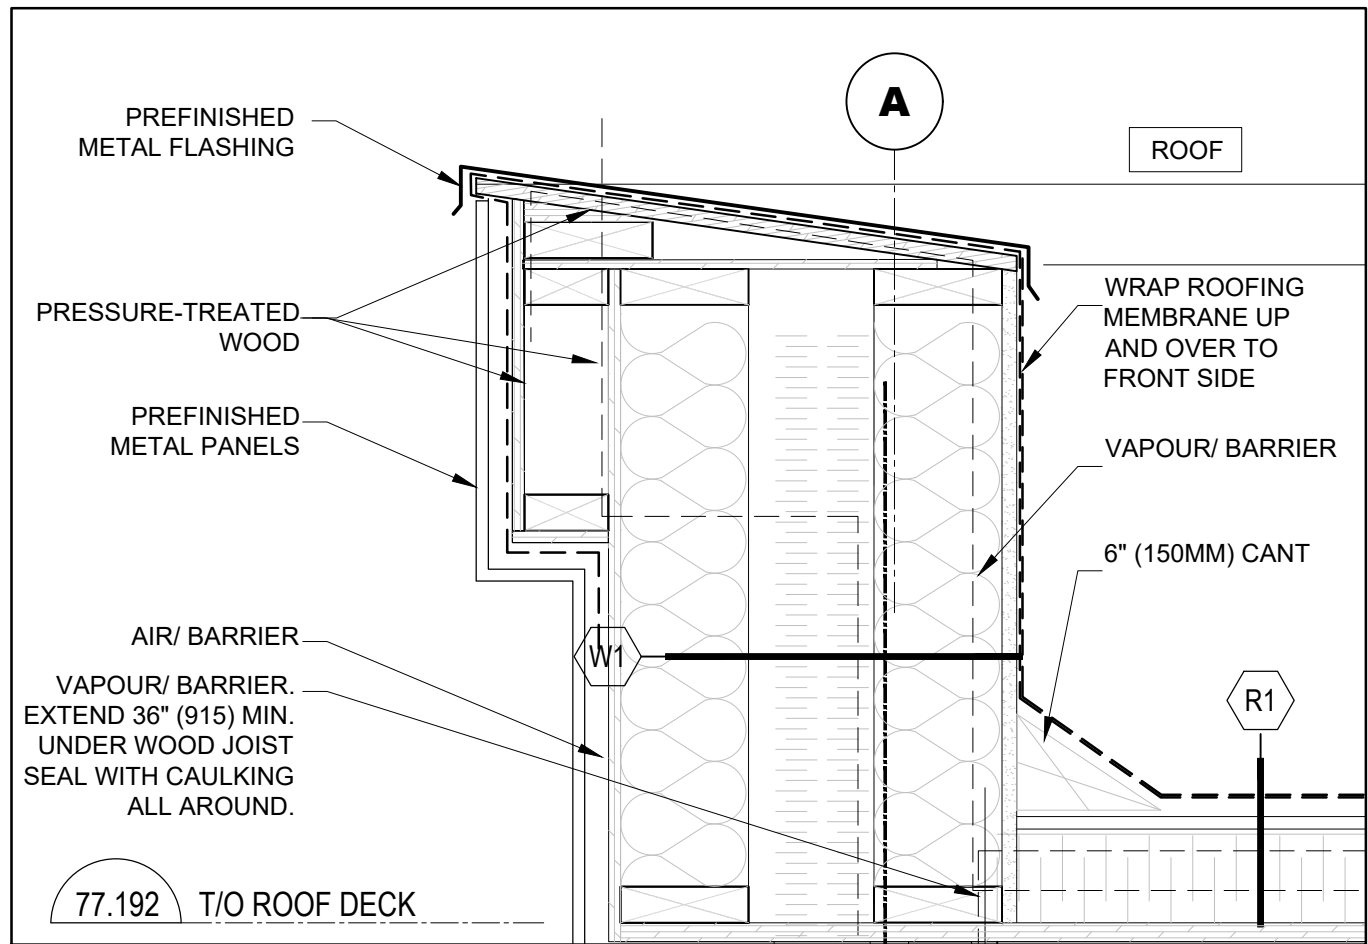 A
PREFINISHED
METAL FLASHING
ROOF
PRESSURE-TREATED
WOOD
WRAP ROOFING
MEMBRANE UP
AND OVER TO
FRONT SIDE
PREFINISHED
METAL PANELS
VAPOUR/ BARRIER
6" (150MM) CANT
AIR/ BARRIER
W1
VAPOUR/ BARRIER.
EXTEND 36" (915) MIN.
UNDER WOOD JOIST
SEAL WITH CAULKING
ALL AROUND.
R1
77.192 T/O ROOF DECK